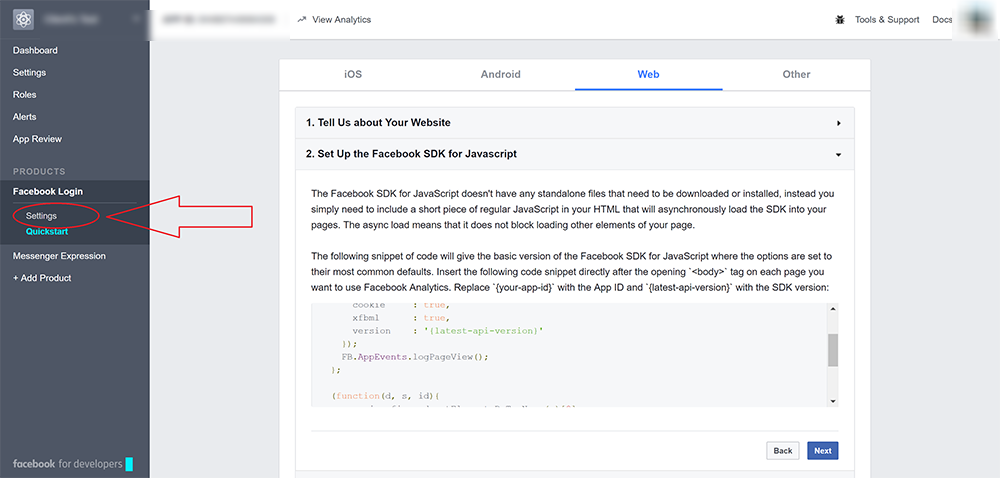 View Analytics
Tools & Support
Docs
Dashboard
Settings
Roles
Alerts
App Review
PRODUCTS
Facebook Login
Settings
Quickstart
Messenger Expression
+ Add Product
facebook for developers
iOS
Android
Web
Other
1. Tell Us about Your Website
2. Set Up the Facebook SDK for Javascript
The Facebook SDK for JavaScript doesn't have any standalone files that need to be downloaded or installed, instead you
simply need to include a short piece of regular JavaScript in your HTML that will asynchronously load the SDK into your
pages. The async load means that it does not block loading other elements of your page.
The following snippet of code will give the basic version of the Facebook SDK for JavaScript where the options are set to
their most common defaults. Insert the following code snippet directly after the opening `<body>` tag on each page you
want to use Facebook Analytics. Replace `{your-app-id}` with the App ID and `{latest-api-version}` with the SDK version:
cookie : true,
xfbml : true,
version : '{latest-api-version}'
});
FB.AppEvents.logPageView();
};
(function(d, s, id){
Back
Next